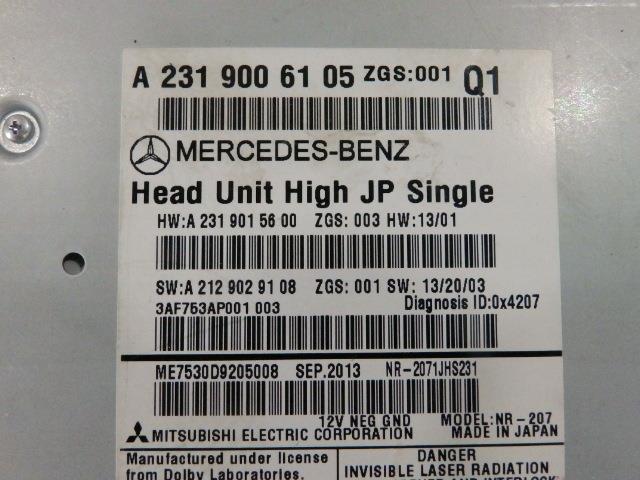 A 231 900 61 05 ZGS:001 Q1
MERCEDES-BENZ
Head Unit High JP Single
HW:A 231 901 56 00 ZGS: 003 HW:13/01
SW:A 212 902 91 08 ZGS: 001 SW: 13/20/03
3AF753AP001 003 Diagnosis ID:0x4207
ME7530D9205008 SEP.2013 NR-2071JHS231
12V NEG GND MODEL:NR-207
MITSUBISHI ELECTRIC CORPORATION MADE IN JAPAN
Manufactured under license
from Dolby Laboratories.
DANGER
INVISIBLE LASER RADIATION